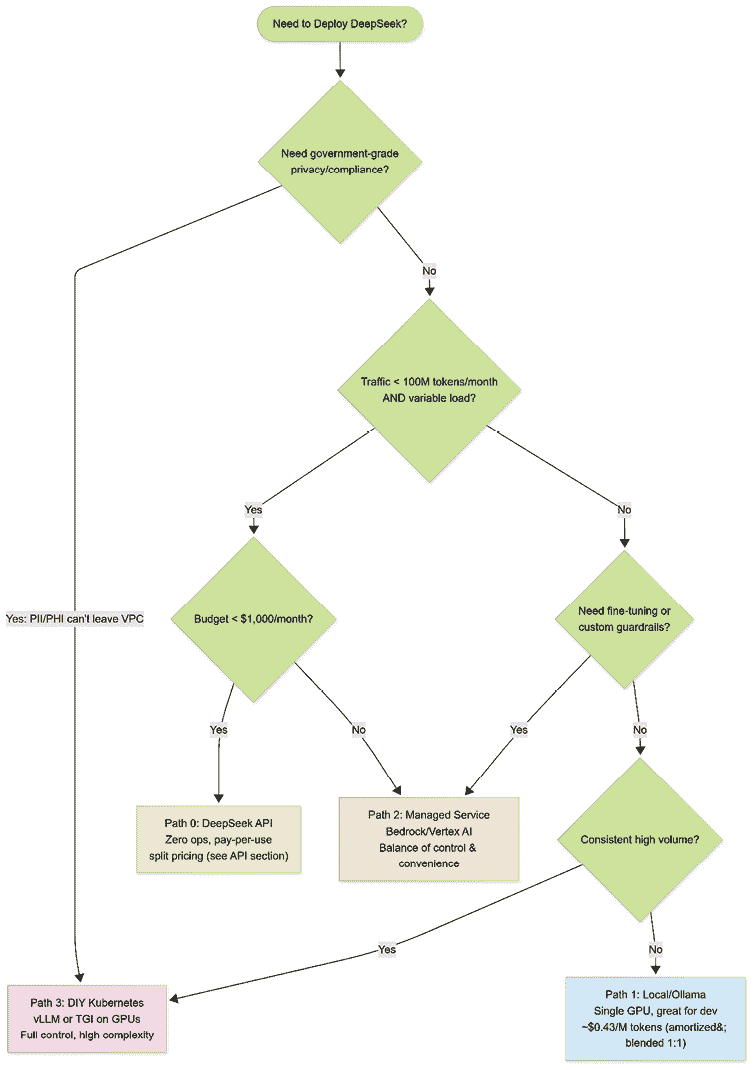 Need to Deploy DeepSeek?
Need government-grade
privacy/compliance?
No
Traffic < 100M tokens/month
AND variable load?
Yes
No
Yes: PII/PHI can't leave VPC
Budget < $1,000/month?
Need fine-tuning or
custom guardrails?
Yes
No
Yes
No
Path 0: DeepSeek API
Zero ops, pay-per-use
split pricing (see API section)
Path 2: Managed Service
Bedrock/Vertex AI
Balance of control &
convenience
Consistent high volume?
Yes
No
Path 3: DIY Kubernetes
vLLM or TGI on GPUs
Full control, high complexity
Path 1: Local/Ollama
Single GPU, great for dev
~$0.43/M tokens (amortized&;
blended 1:1)